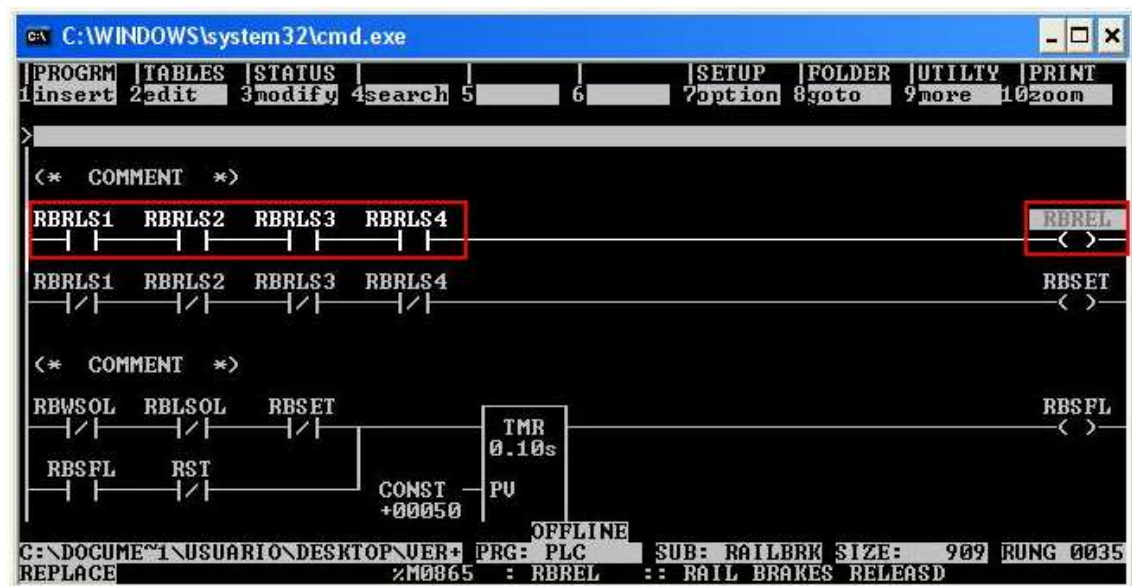 C:\WINDOWS\system32\cmd.exe
|PROGRM |TABLES |STATUS | | | |SETUP |FOLDER |UTILTY |PRINT
1insert 2edit 3modify 4search 5 6 7option 8goto 9more 10zoom
>
(* COMMENT *)
RBRLS1 RBRLS2 RBRLS3 RBRLS4 RBREL
RBRLS1 RBRLS2 RBRLS3 RBRLS4 RBSET
(* COMMENT *)
RBWSOL RBLSOL RBSET RBSFL
TMR
0.10s
RBSFL RST
CONST PV
+00050
OFFLINE
C:\DOCUME~1\USUARIO\DESKTOP\VER+ PRG: PLC SUB: RAILBRK SIZE: 909 RUNG 0035
REPLACE %M0865 : RBREL :: RAIL BRAKES RELEASD